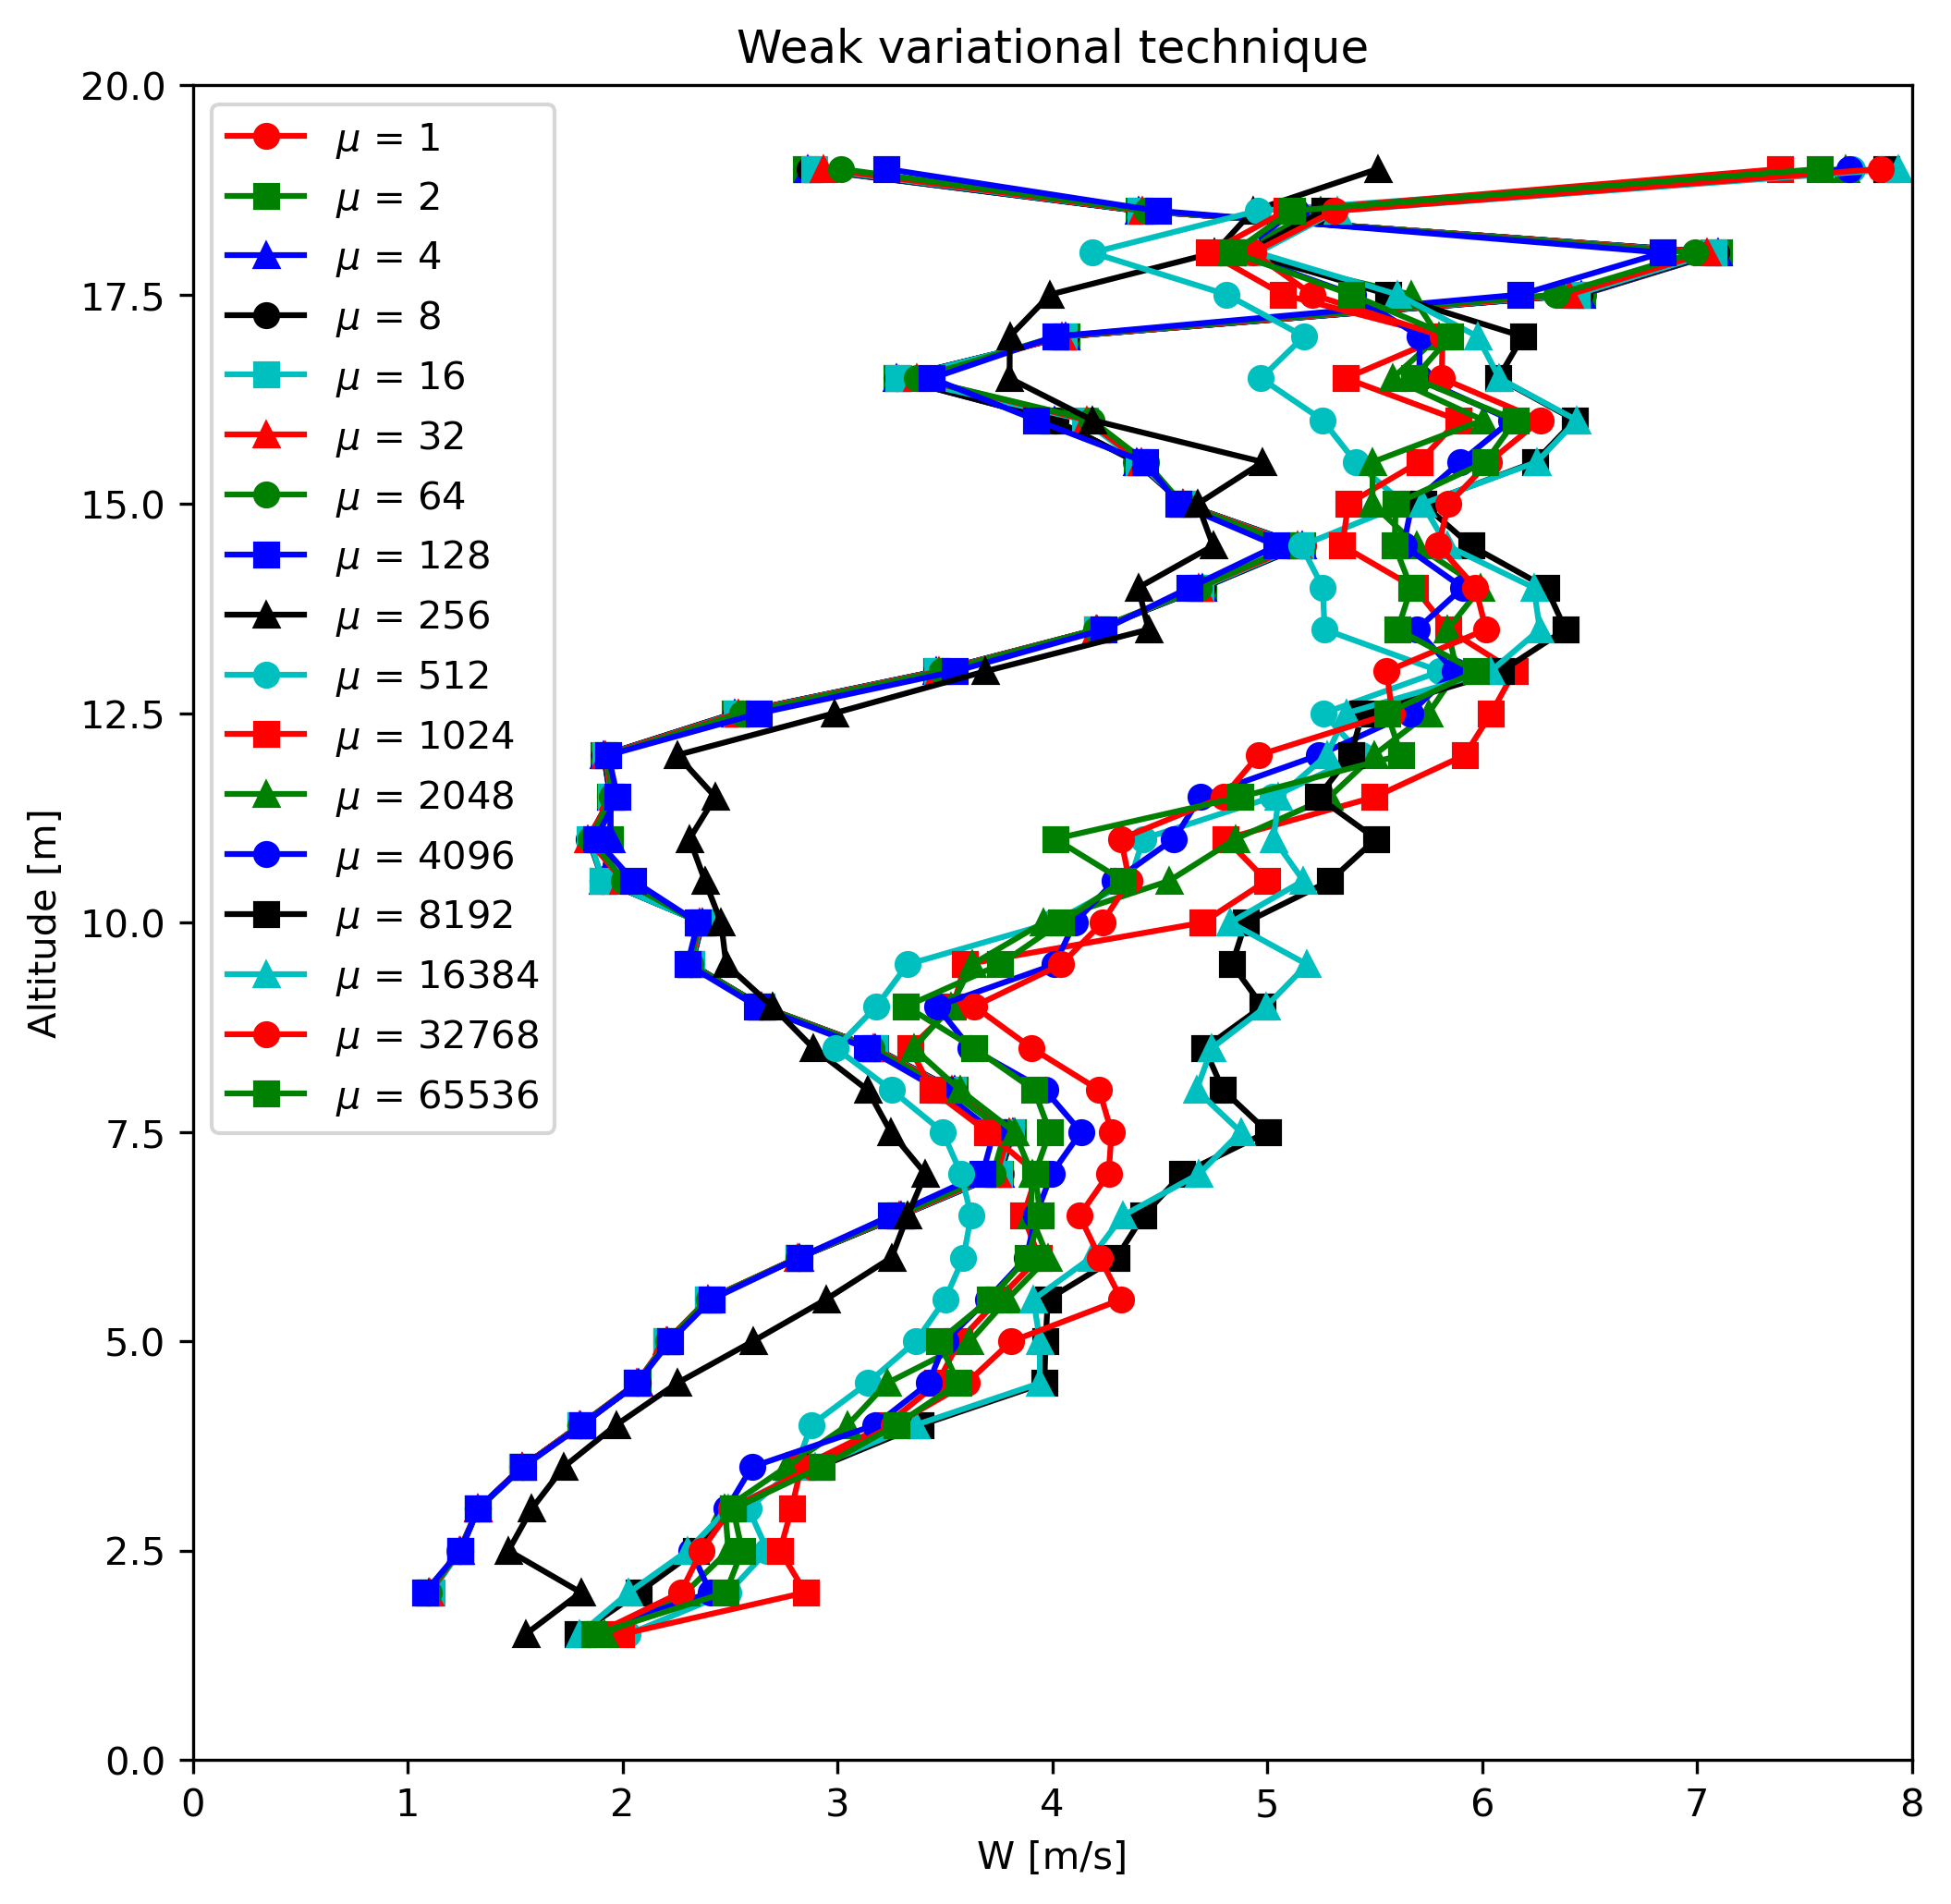 Weak variational technique
20.0
17.5
15.0
12.5
10.0
7.5
5.0
2.5
0.0
Altitude [m]
μ = 1
μ = 2
μ = 4
μ = 8
μ = 16
μ = 32
μ = 64
μ = 128
μ = 256
μ = 512
μ = 1024
μ = 2048
μ = 4096
μ = 8192
μ = 16384
μ = 32768
μ = 65536
0 1 2 3 4 5 6 7 8
W [m/s]